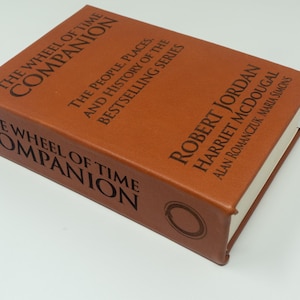 THE WHEEL OF TIME
COMPANION
THE PEOPLE, PLACES,
AND HISTORY OF THE
BESTSELLING SERIES
ROBERT JORDAN
HARRIET MCDOUGAL
ALAN ROMANCZUK, MARIA SIMONS
HE WHEEL OF TIME
COMPANION